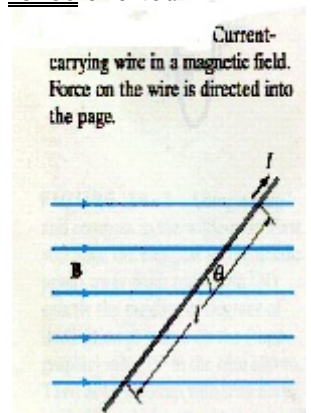 Current-
carrying wire in a magnetic field.
Force on the wire is directed into
the page.
I
B
θ
l